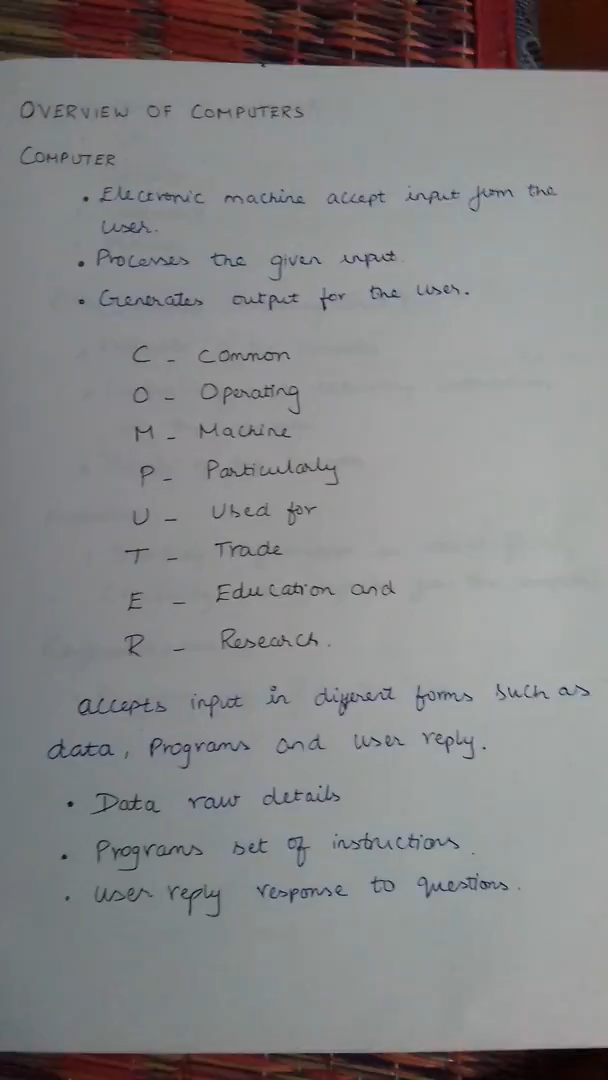 OVERVIEW OF COMPUTERS
COMPUTER
• Electronic machine accept input from the
user.
• Processes the given input.
• Generates output for the user.
C - Common
O - Operating
M - Machine
P - Particularly
U - Used for
T - Trade
E - Education and
R - Research.
accepts input in different forms such as
data, Programs and user reply.
• Data raw details
• Programs set of instructions.
• user reply response to questions.